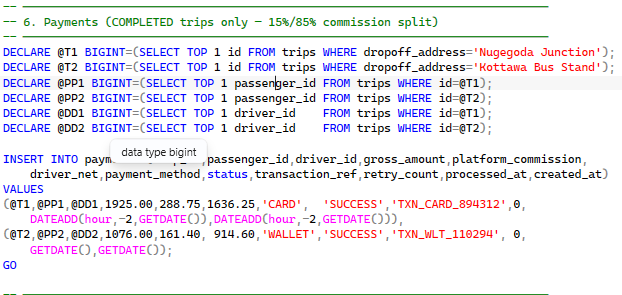 -- ────────────────────────────────────────
-- 6. Payments (COMPLETED trips only — 15%/85% commission split)
-- ────────────────────────────────────────
DECLARE @T1 BIGINT=(SELECT TOP 1 id FROM trips WHERE dropoff_address='Nugegoda Junction');
DECLARE @T2 BIGINT=(SELECT TOP 1 id FROM trips WHERE dropoff_address='Kottawa Bus Stand');
DECLARE @PP1 BIGINT=(SELECT TOP 1 passenger_id FROM trips WHERE id=@T1);
DECLARE @PP2 BIGINT=(SELECT TOP 1 passenger_id FROM trips WHERE id=@T2);
DECLARE @DD1 BIGINT=(SELECT TOP 1 driver_id    FROM trips WHERE id=@T1);
DECLARE @DD2 BIGINT=(SELECT TOP 1 driver_id    FROM trips WHERE id=@T2);
data type bigint
INSERT INTO passenger_id,driver_id,gross_amount,platform_commission,
    driver_net,payment_method,status,transaction_ref,retry_count,processed_at,created_at)
VALUES
(@T1,@PP1,@DD1,1925.00,288.75,1636.25,'CARD',  'SUCCESS','TXN_CARD_894312',0,
    DATEADD(hour,-2,GETDATE()),DATEADD(hour,-2,GETDATE())),
(@T2,@PP2,@DD2,1076.00,161.40, 914.60,'WALLET','SUCCESS','TXN_WLT_110294', 0,
    GETDATE(),GETDATE());
GO
-- ────────────────────────────────────────